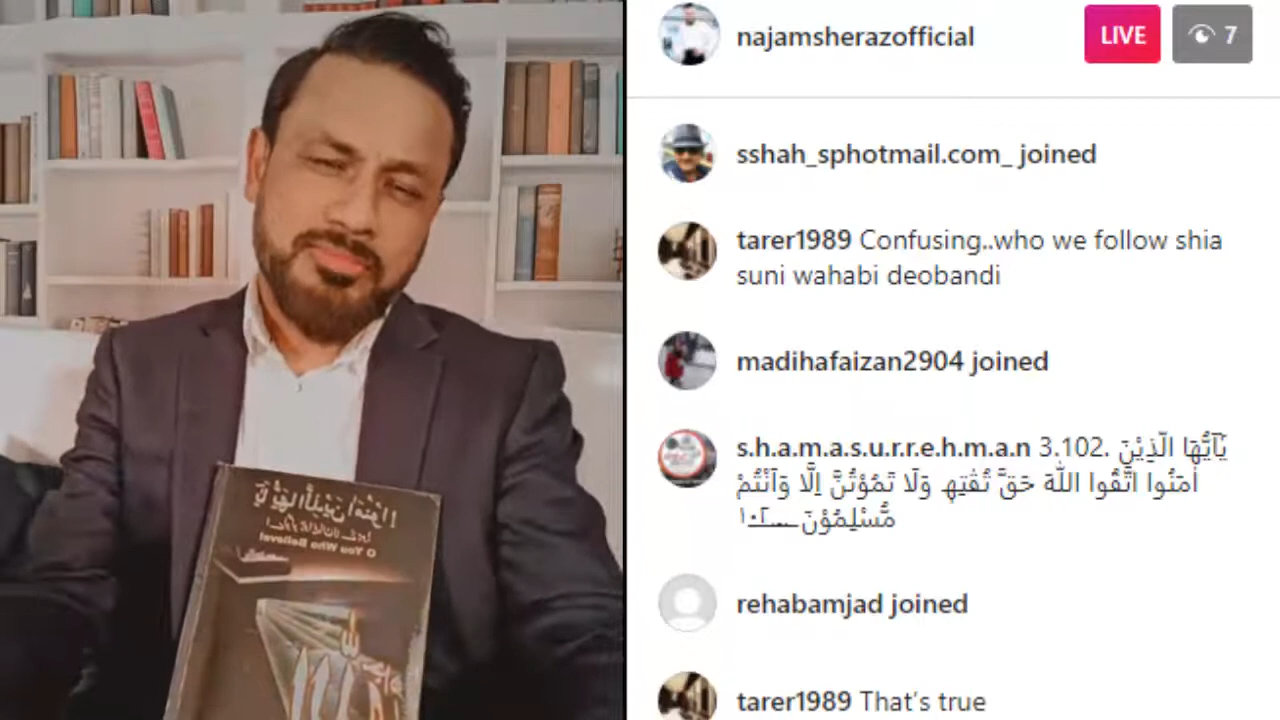 najamsherazofficial
LIVE
7
sshah_sphotmail.com_ joined
tarer1989 Confusing..who we follow shia
suni wahabi deobandi
madihafaizan2904 joined
s.h.a.m.a.s.u.r.r.e.h.m.a.n 3.102. يٰۤاَيُّهَا الَّذِيْنَ
اٰمَنُوا اتَّقُوا اللّٰهَ حَقَّ تُقٰتِهٖ وَلَا تَمُوْتُنَّ اِلَّا وَاَنْتُمْ
مُّسْلِمُوْنَ
rehabamjad joined
tarer1989 That's true
O You Who Believe!